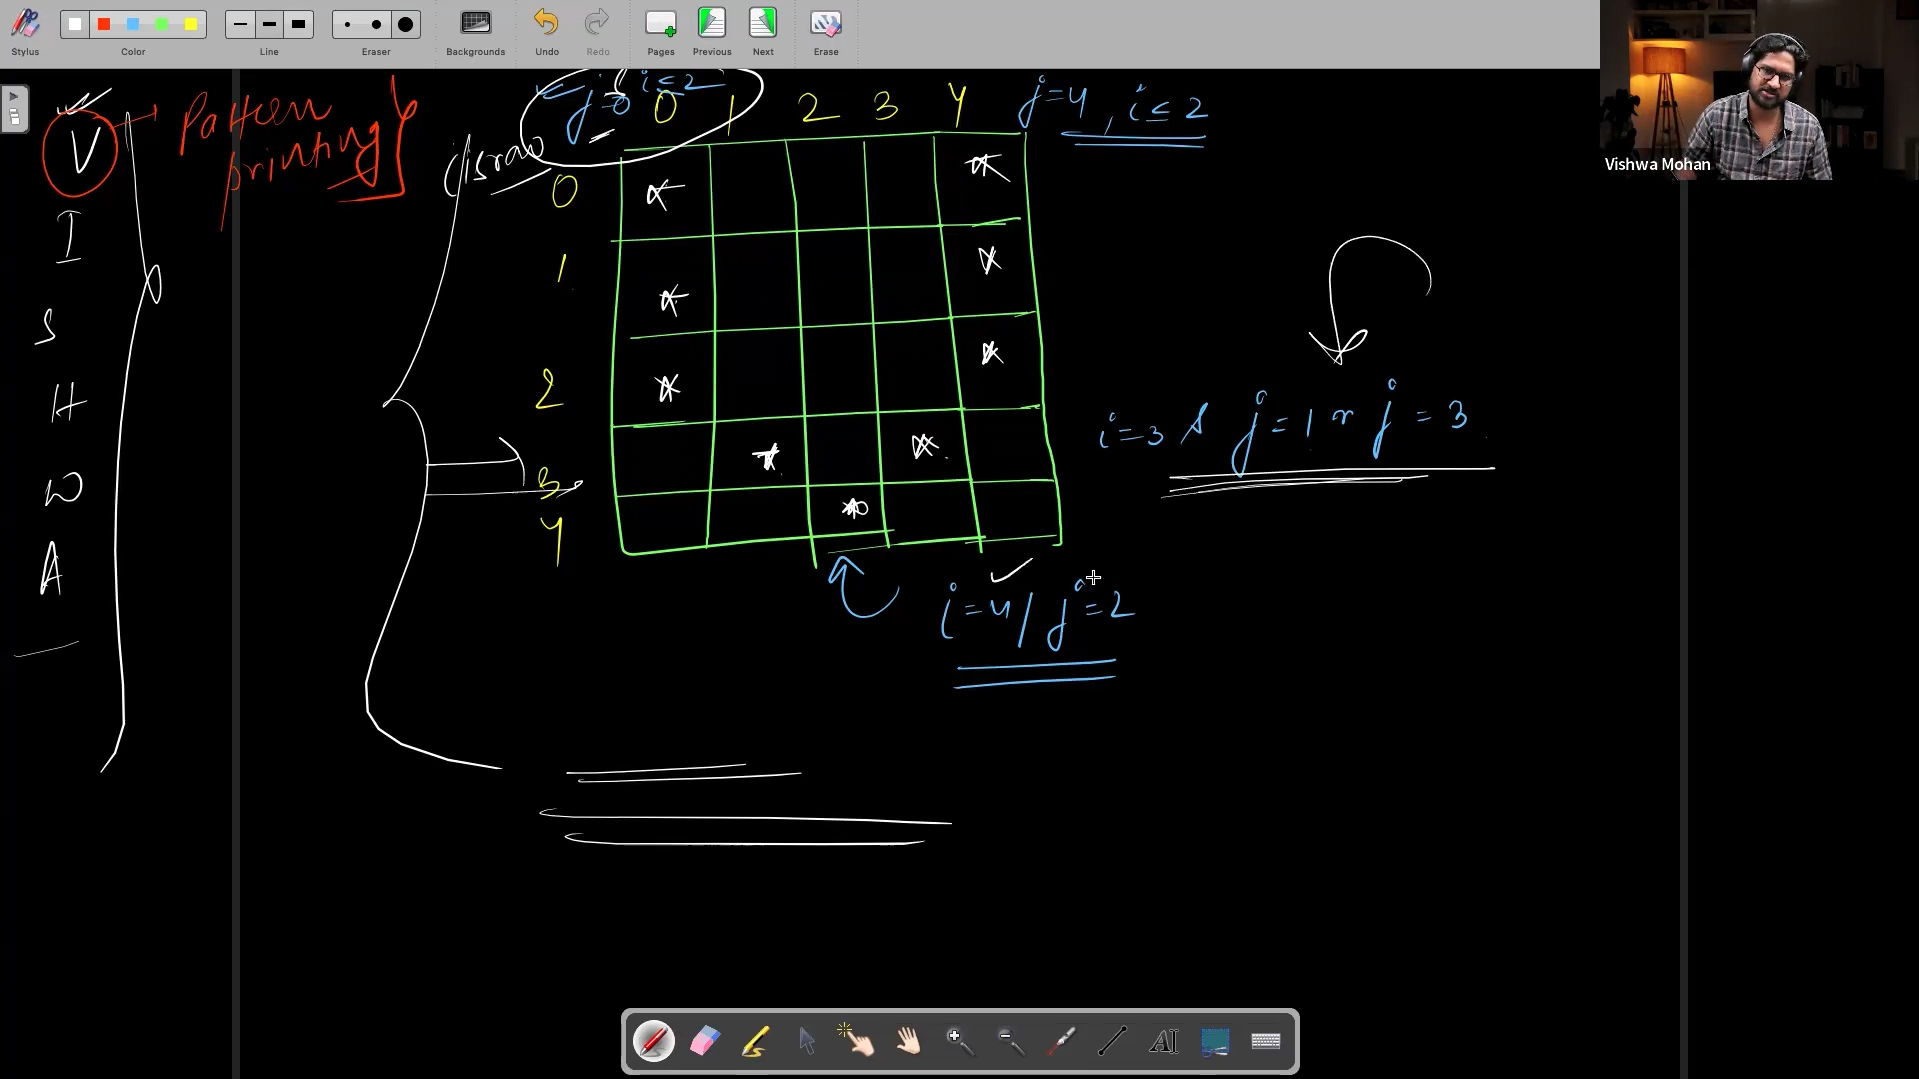 Stylus
Color
Line
Eraser
Backgrounds
Undo
Redo
Pages
Previous
Next
Erase
Vishwa Mohan
V
Pattern
printing
I
S
H
W
A
j=0 i≤2
0 1 2 3 4
j=4, i≤2
0 * *
1 * *
2 * *
3 * *
4 *
i=3 & j=1 or j=3
i=4 / j=2
AI